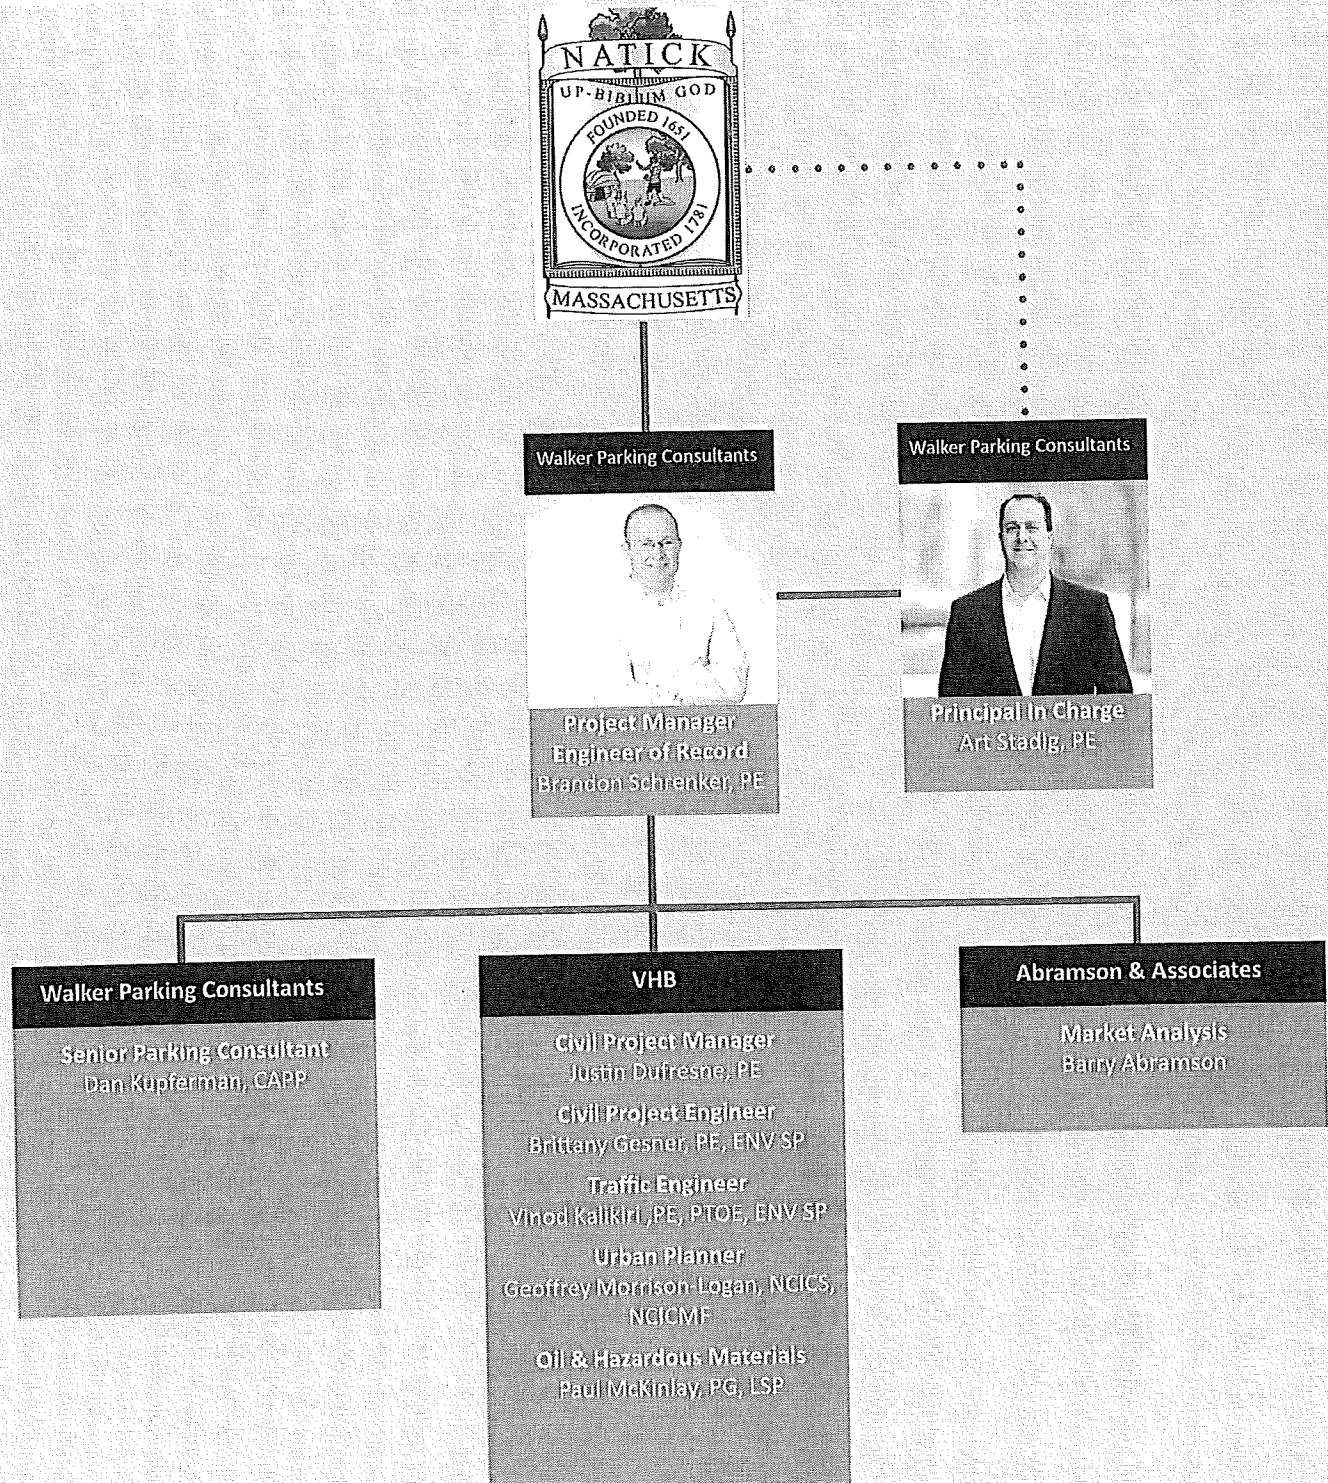 NATICK
UP-BIBLUM GOD
FOUNDED 1651
INCORPORATED 1781
MASSACHUSETTS
Walker Parking Consultants
Walker Parking Consultants
Project Manager
Engineer of Record
Brandon Schrenker, PE
Principal In Charge
Art Stadig, PE
Walker Parking Consultants
Senior Parking Consultant
Dan Kupferman, CAPP
VHB
Civil Project Manager
Justin Dufresne, PE
Civil Project Engineer
Brittany Gesner, PE, ENV SP
Traffic Engineer
Vinod Kalikiri ,PE, PTOE, ENV SP
Urban Planner
Geoffrey Morrison-Logan, NCICS,
NCICMF
Oil & Hazardous Materials
Paul McKinlay, PG, LSP
Abramson & Associates
Market Analysis
Barry Abramson